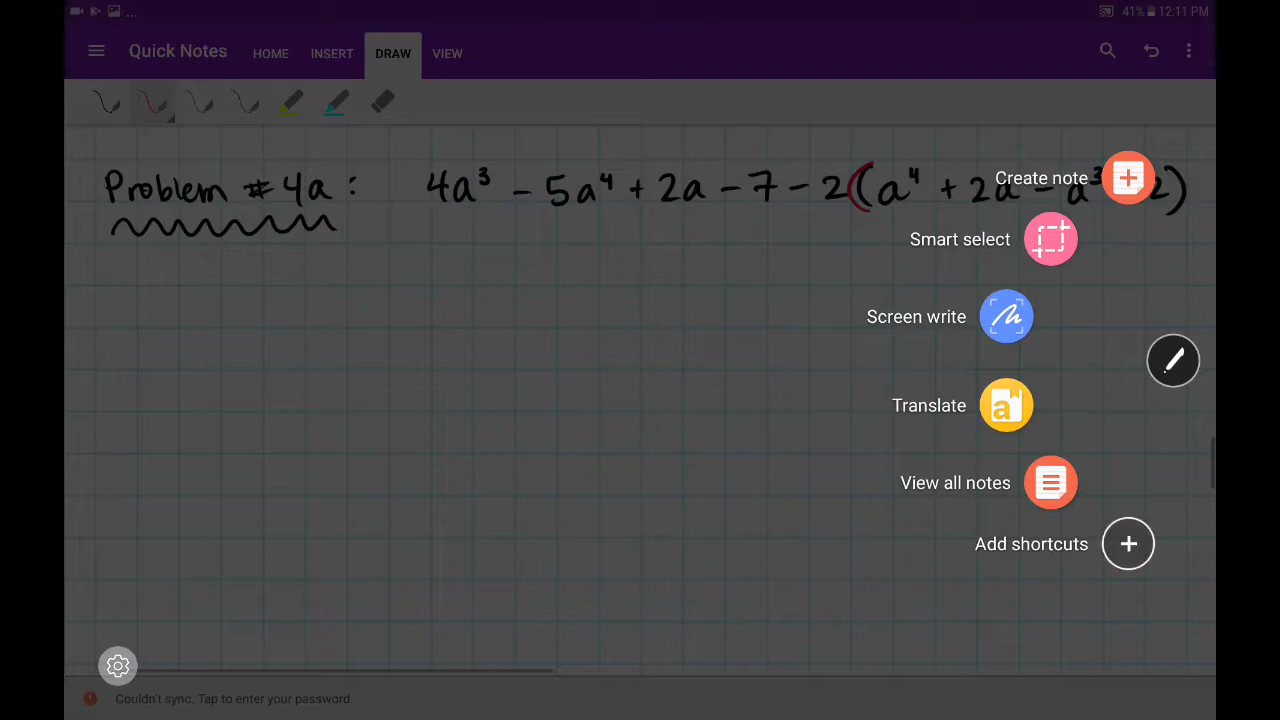 ... 41% 12:11 PM
Quick Notes HOME INSERT DRAW VIEW
Problem #4a: 4a³ - 5a⁴ + 2a - 7 - 2(a⁴ + 2a - a³ 2)
Create note
Smart select
Screen write
Translate
a
View all notes
Add shortcuts
Couldn't sync. Tap to enter your password.